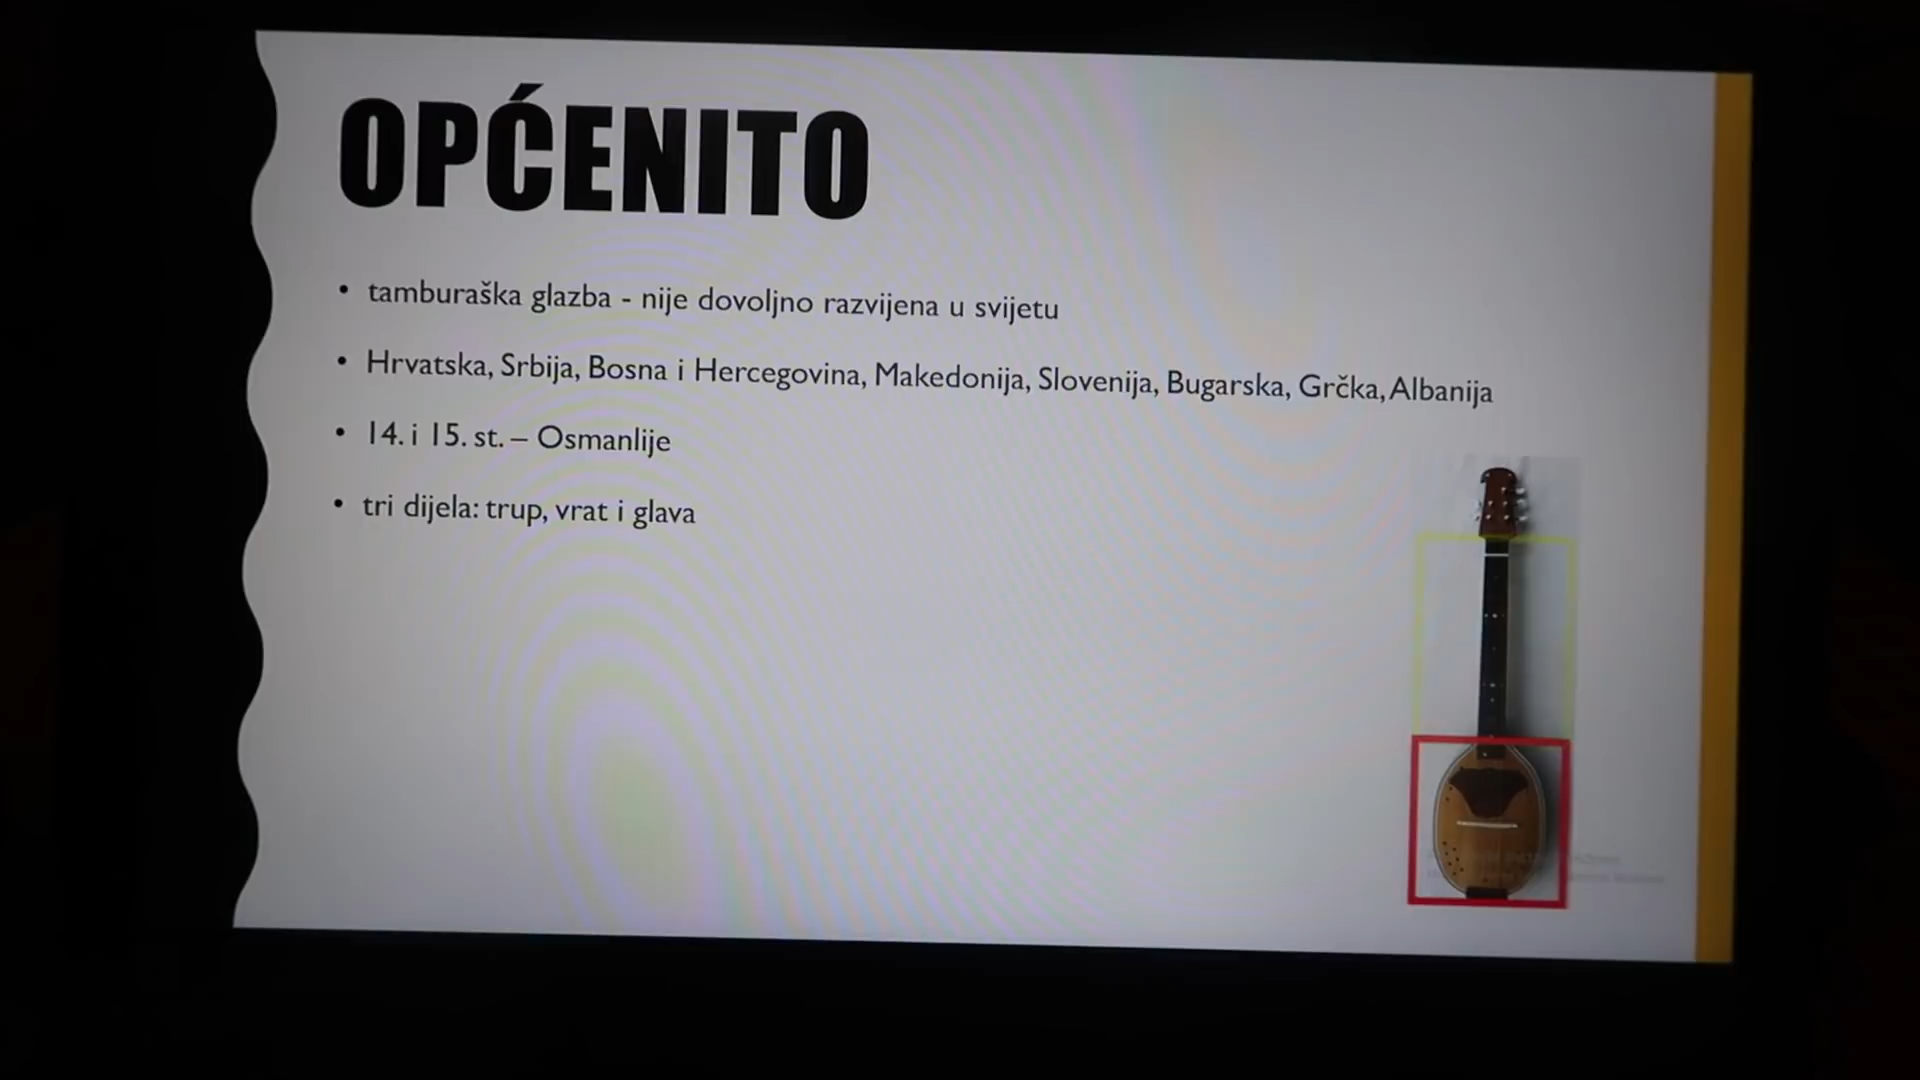 OPĆENITO
• tamburaška glazba - nije dovoljno razvijena u svijetu
• Hrvatska, Srbija, Bosna i Hercegovina, Makedonija, Slovenija, Bugarska, Grčka, Albanija
• 14. i 15. st. – Osmanlije
• tri dijela: trup, vrat i glava